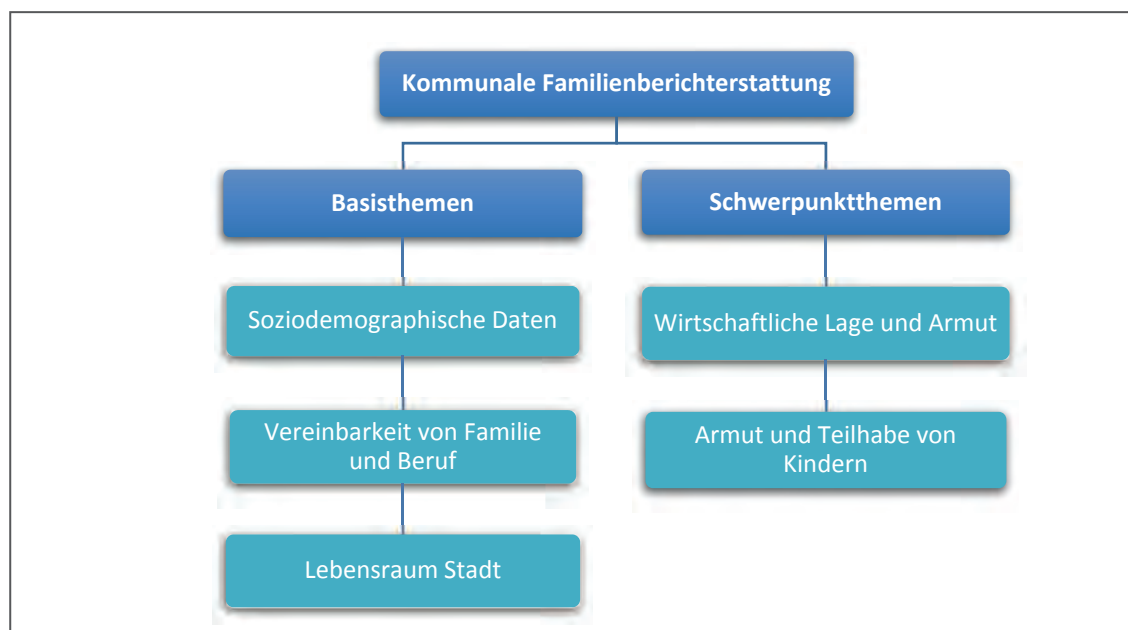 Kommunale Familienberichterstattung
Basisthemen
Schwerpunktthemen
Soziodemographische Daten
Wirtschaftliche Lage und Armut
Vereinbarkeit von Familie
und Beruf
Armut und Teilhabe von
Kindern
Lebensraum Stadt